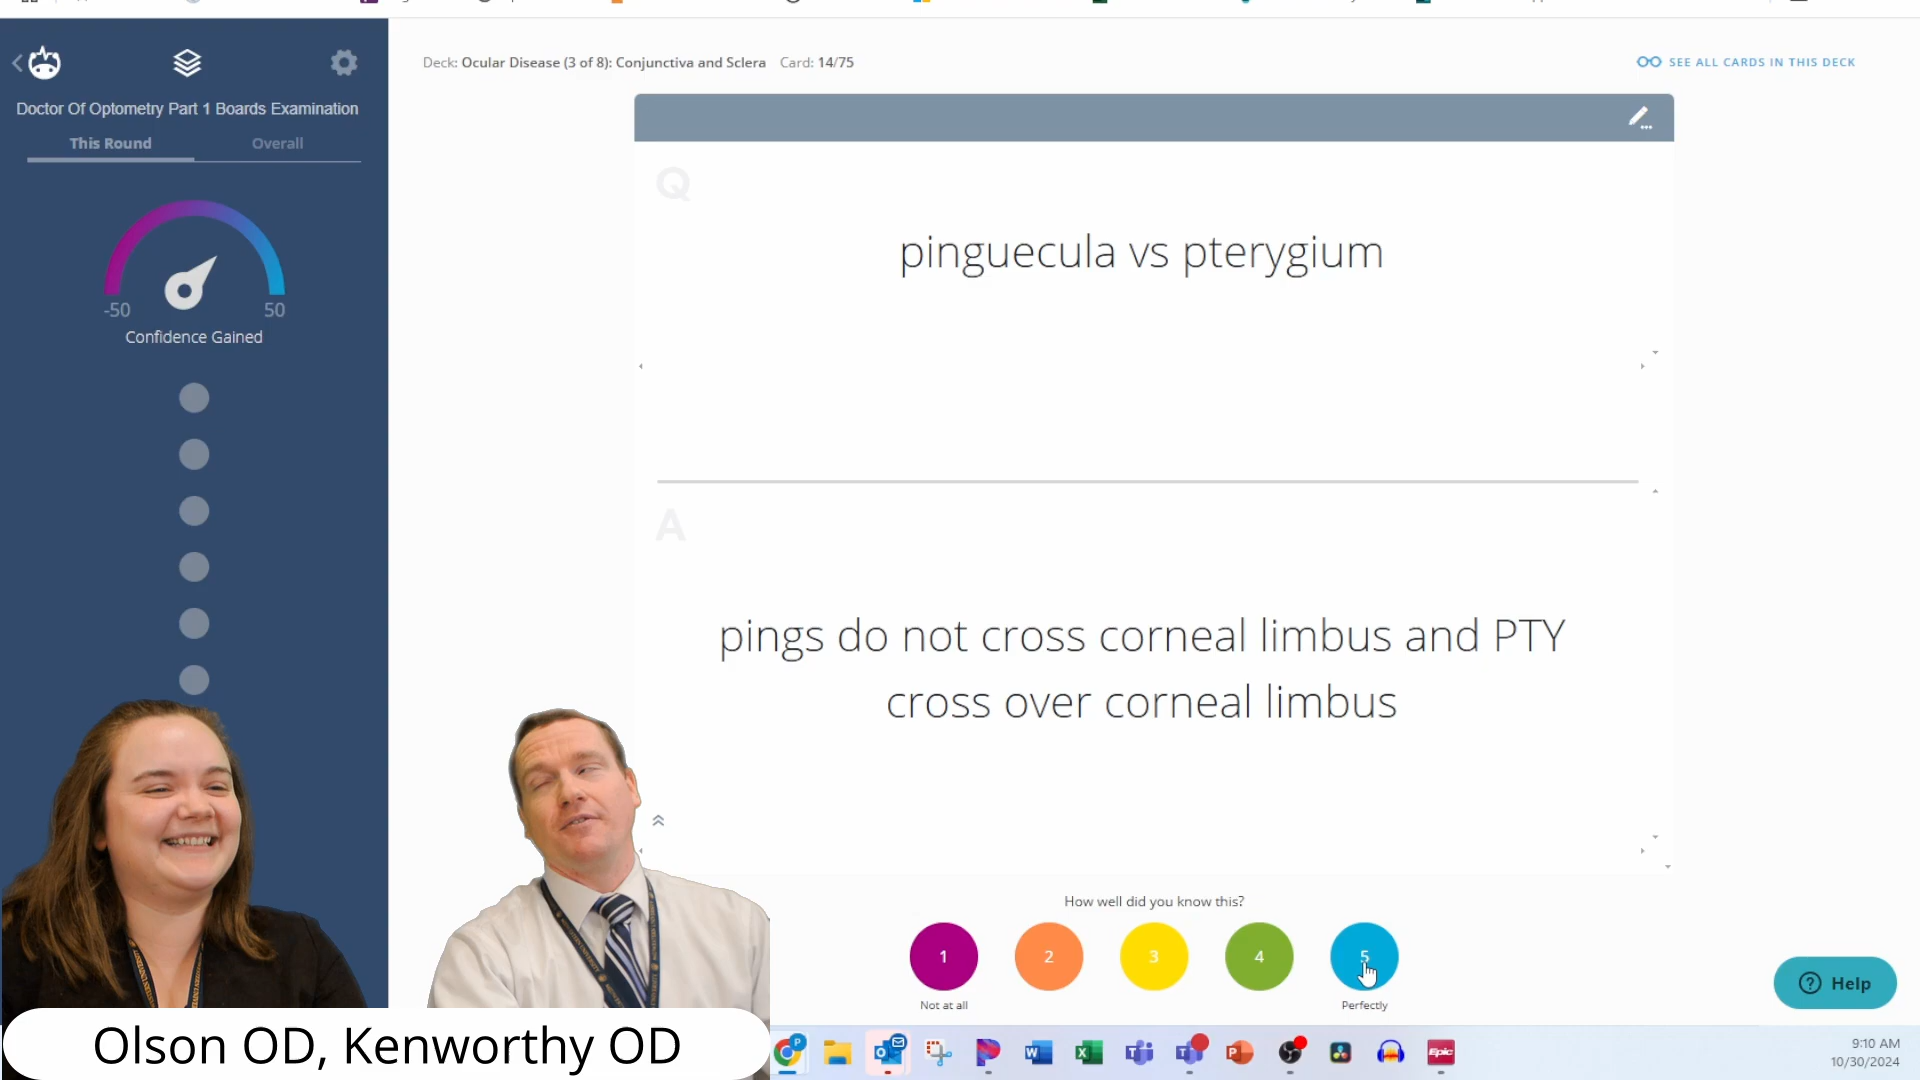 Deck: Ocular Disease (3 of 8): Conjunctiva and Sclera Card: 14/75
SEE ALL CARDS IN THIS DECK
Doctor Of Optometry Part 1 Boards Examination
This Round
Overall
-50
50
Confidence Gained
Q
pinguecula vs pterygium
A
pings do not cross corneal limbus and PTY
cross over corneal limbus
How well did you know this?
1
2
3
4
5
Not at all
Perfectly
Help
Olson OD, Kenworthy OD
Epic
9:10 AM
10/30/2024